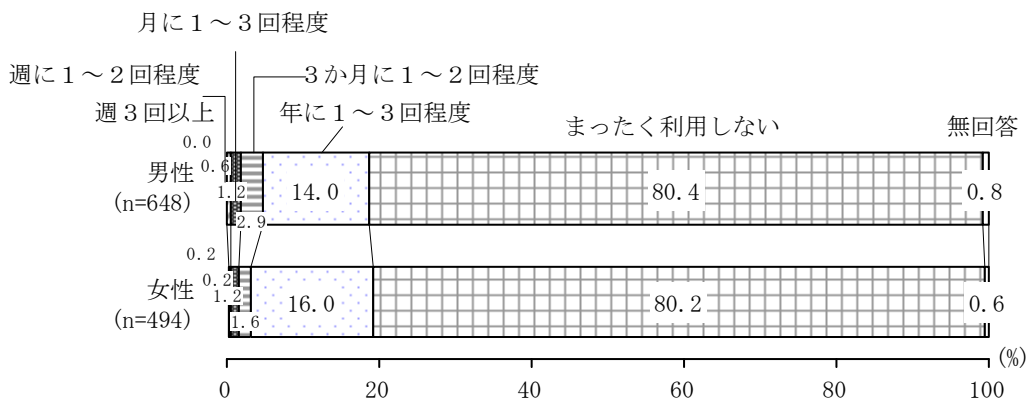 月に１～３回程度
週に１～２回程度
３か月に１～２回程度
週３回以上
年に１～３回程度
まったく利用しない
無回答
男性
(n=648)
0.0
0.6
1.2
2.9
14.0
80.4
0.8
女性
(n=494)
0.2
0.2
1.2
1.6
16.0
80.2
0.6
(%)
0 20 40 60 80 100